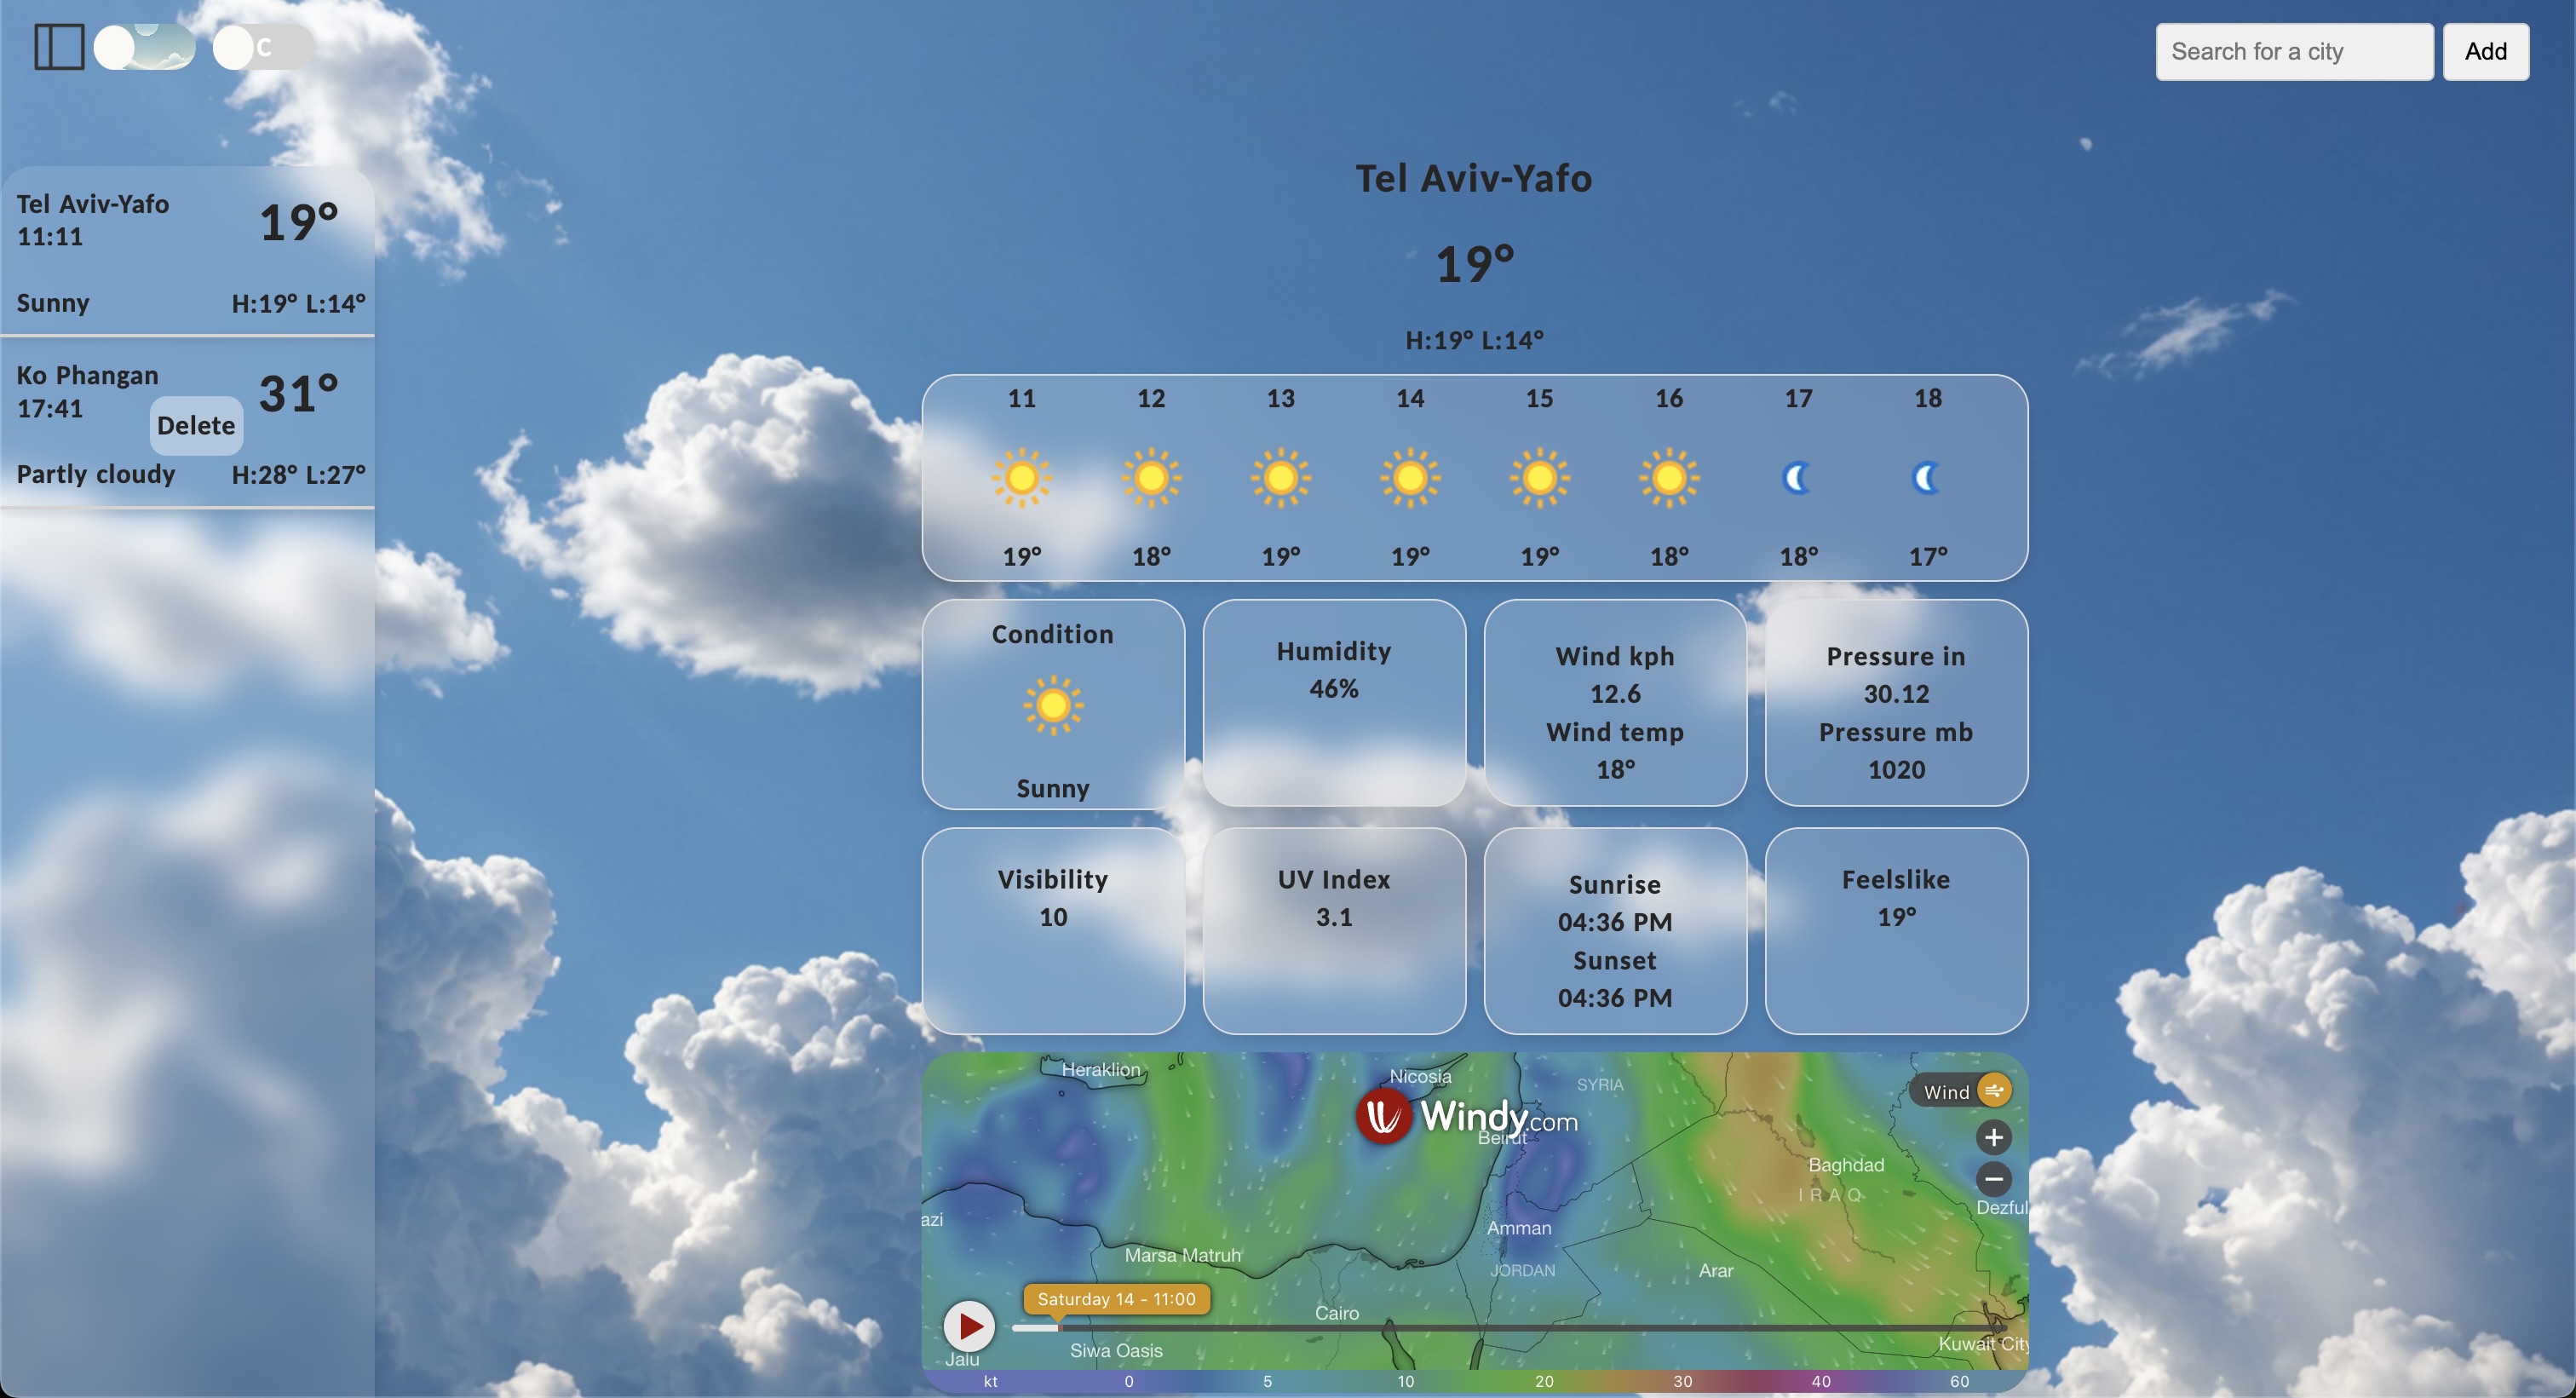 C
Search for a city
Add
Tel Aviv-Yafo
11:11
19°
Sunny
H:19° L:14°
Ko Phangan
17:41
31°
Delete
Partly cloudy
H:28° L:27°
Tel Aviv-Yafo
19°
H:19° L:14°
11 12 13 14 15 16 17 18
19° 18° 19° 19° 19° 18° 18° 17°
Condition
Sunny
Humidity
46%
Wind kph
12.6
Wind temp
18°
Pressure in
30.12
Pressure mb
1020
Visibility
10
UV Index
3.1
Sunrise
04:36 PM
Sunset
04:36 PM
Feelslike
19°
Heraklion
Nicosia
SYRIA
Wind
Windy.com
Beirut
Baghdad
IRAQ
Dezful
azi
Amman
Marsa Matruh
JORDAN
Arar
Saturday 14 - 11:00
Cairo
Kuwait City
Siwa Oasis
Jalu
kt 0 5 10 20 30 40 60